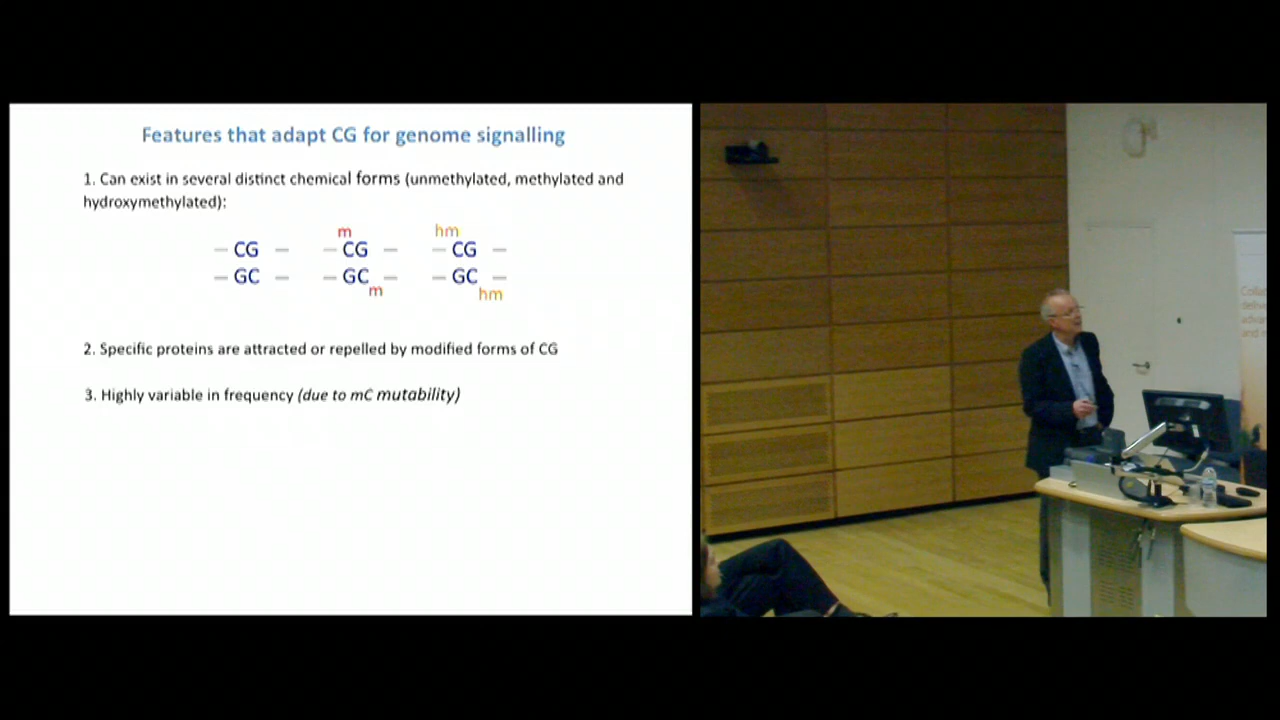 Features that adapt CG for genome signalling
1. Can exist in several distinct chemical forms (unmethylated, methylated and
hydroxymethylated):
m hm
CG CG CG
GC GC GC
m hm
2. Specific proteins are attracted or repelled by modified forms of CG
3. Highly variable in frequency (due to mC mutability)